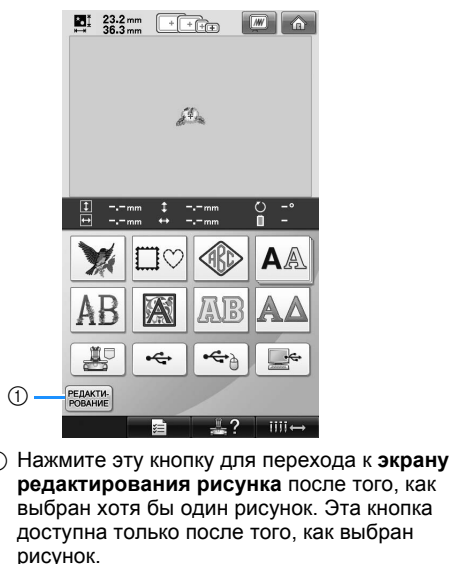 23.2 mm
36.3 mm
-.- mm -.- mm -°
-.- mm -.- mm -
ABC AA
AB A AB AΔ
① РЕДАКТИ-
РОВАНИЕ
?
Нажмите эту кнопку для перехода к экрану
редактирования рисунка после того, как
выбран хотя бы один рисунок. Эта кнопка
доступна только после того, как выбран
рисунок.